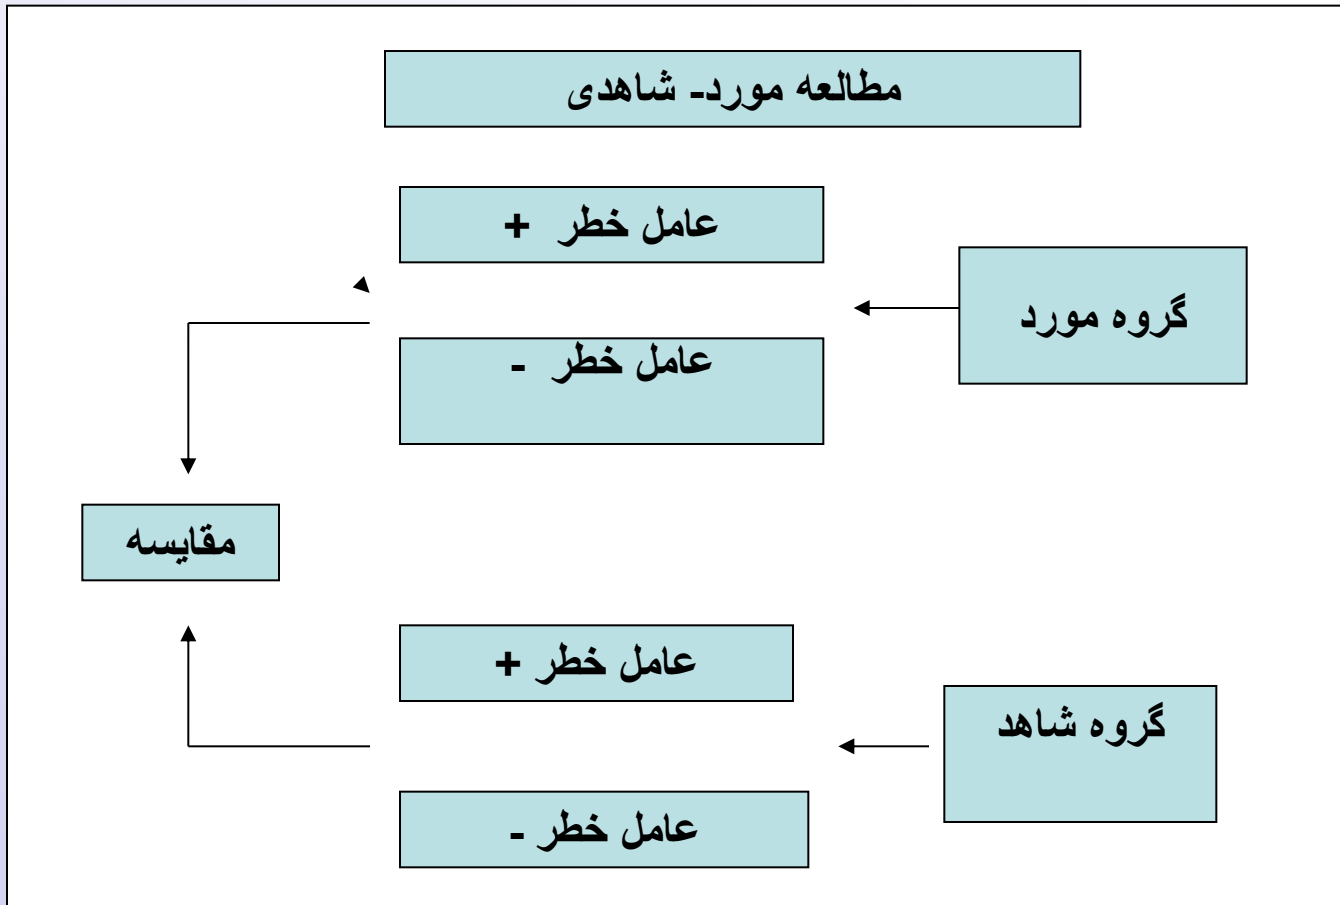 مطالعه مورد- شاهدی
عامل خطر +
گروه مورد
عامل خطر -
مقایسه
عامل خطر +
گروه شاهد
عامل خطر -